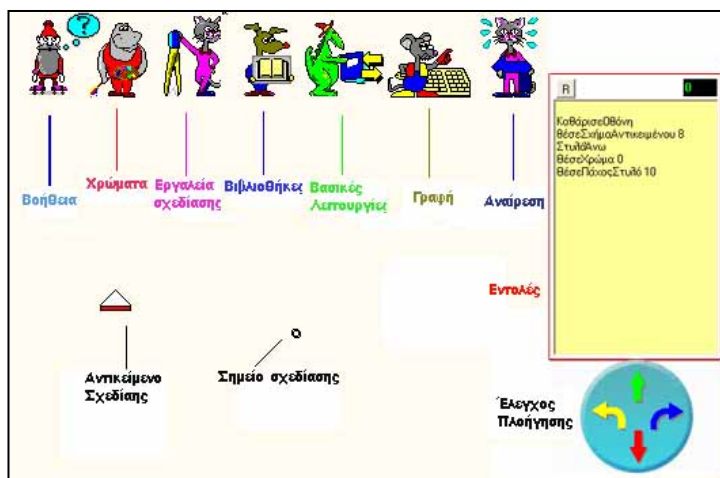 ?
R
0
ΚαθάρισεΟθόνη
θέσεΣχήμαΑντικειμένου 8
ΣτυλόΆνω
θέσεΧρώμα 0
θέσεΠάχοςΣτυλό 10
Βοήθεια
Χρώματα
Εργαλεία
σχεδίασης
Βιβλιοθήκες
Βασικές
Λειτουργίες
Γραφή
Αναίρεση
Εντολές
Αντικείμενο
Σχεδίασης
Σημείο σχεδίασης
Έλεγχος
Πλοήγησης